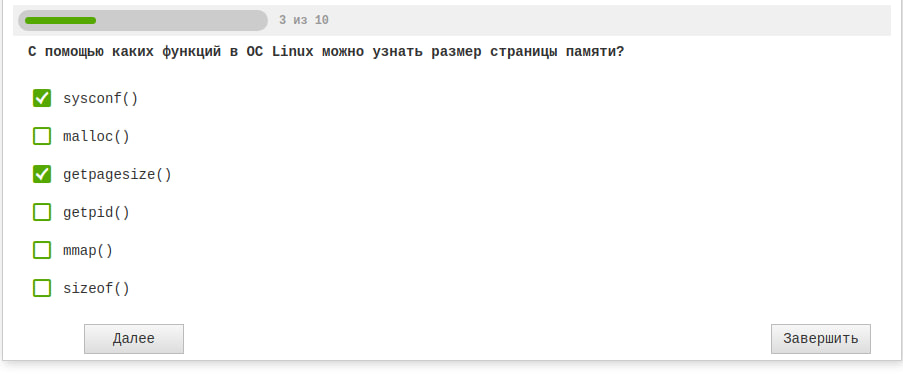 3 из 10
С помощью каких функций в ОС Linux можно узнать размер страницы памяти?
sysconf()
malloc()
getpagesize()
getpid()
mmap()
sizeof()
Далее
Завершить